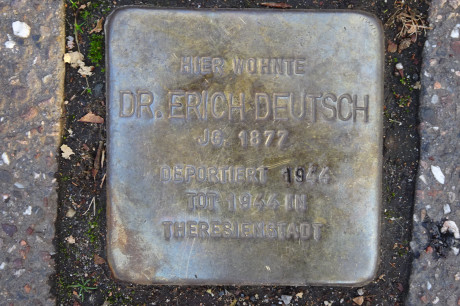 HIER WOHNTE
DR. ERICH DEUTSCH
JG. 1877
DEPORTIERT 1944
TOT 1944 IN
THERESIENSTADT